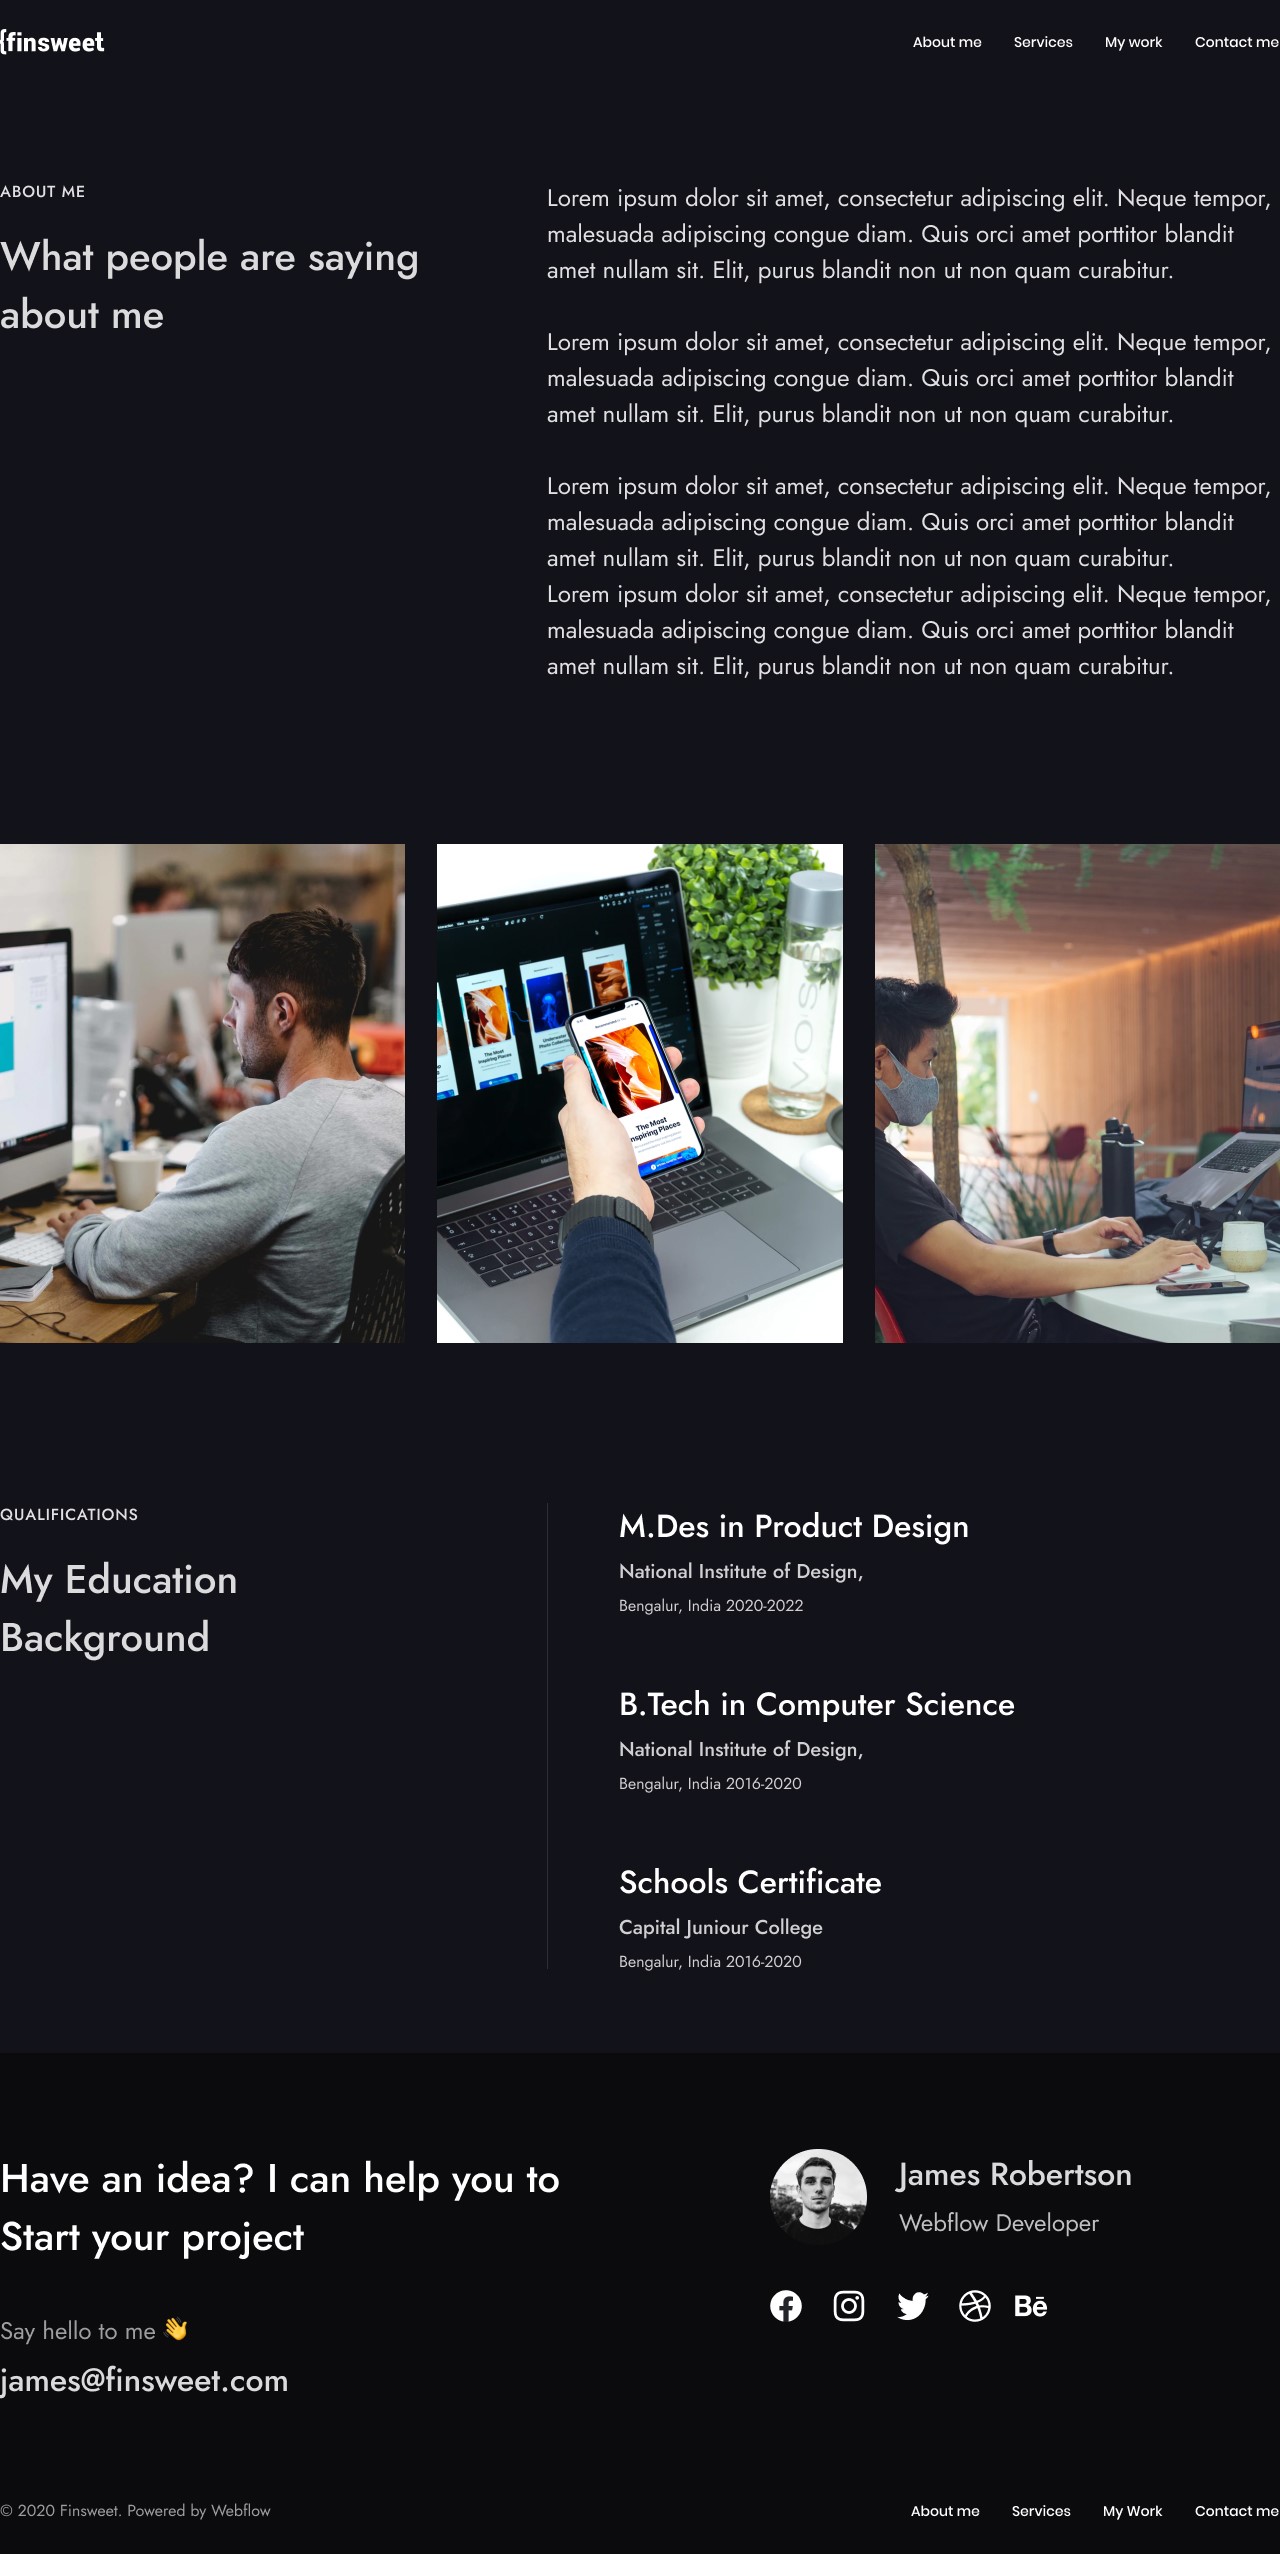 {finsweet
About me Services My work Contact me
ABOUT ME
What people are saying
about me
Lorem ipsum dolor sit amet, consectetur adipiscing elit. Neque tempor,
malesuada adipiscing congue diam. Quis orci amet porttitor blandit
amet nullam sit. Elit, purus blandit non ut non quam curabitur.
Lorem ipsum dolor sit amet, consectetur adipiscing elit. Neque tempor,
malesuada adipiscing congue diam. Quis orci amet porttitor blandit
amet nullam sit. Elit, purus blandit non ut non quam curabitur.
Lorem ipsum dolor sit amet, consectetur adipiscing elit. Neque tempor,
malesuada adipiscing congue diam. Quis orci amet porttitor blandit
amet nullam sit. Elit, purus blandit non ut non quam curabitur.
Lorem ipsum dolor sit amet, consectetur adipiscing elit. Neque tempor,
malesuada adipiscing congue diam. Quis orci amet porttitor blandit
amet nullam sit. Elit, purus blandit non ut non quam curabitur.
The Most
Inspiring Places
Underwater
Photo Collection
VOSS
The Most
Inspiring Places
QUALIFICATIONS
My Education
Background
M.Des in Product Design
National Institute of Design,
Bengalur, India 2020-2022
B.Tech in Computer Science
National Institute of Design,
Bengalur, India 2016-2020
Schools Certificate
Capital Juniour College
Bengalur, India 2016-2020
Have an idea? I can help you to
Start your project
Say hello to me 👋
james@finsweet.com
James Robertson
Webflow Developer
Bē
© 2020 Finsweet. Powered by Webflow
About me Services My Work Contact me